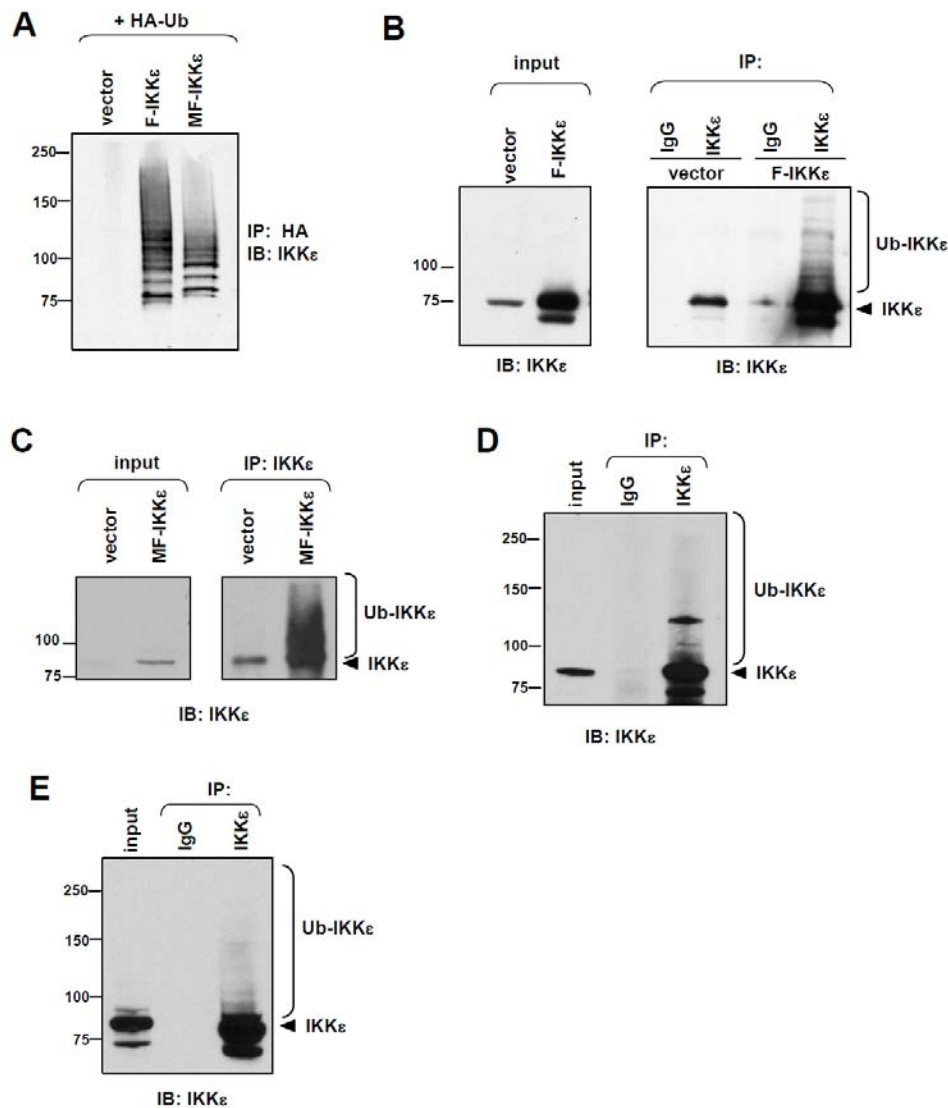 A
+ HA-Ub
vector
F-IKKε
MF-IKKε
250
150
100
75
IP: HA
IB: IKKε
B
input
vector
F-IKKε
100
75
IB: IKKε
IP:
IgG
IKKε
IgG
IKKε
vector
F-IKKε
Ub-IKKε
IKKε
IB: IKKε
C
input
vector
MF-IKKε
IP: IKKε
vector
MF-IKKε
100
75
Ub-IKKε
IKKε
IB: IKKε
D
IP:
input
IgG
IKKε
250
150
100
75
Ub-IKKε
IKKε
IB: IKKε
E
IP:
input
IgG
IKKε
250
150
100
75
Ub-IKKε
IKKε
IB: IKKε